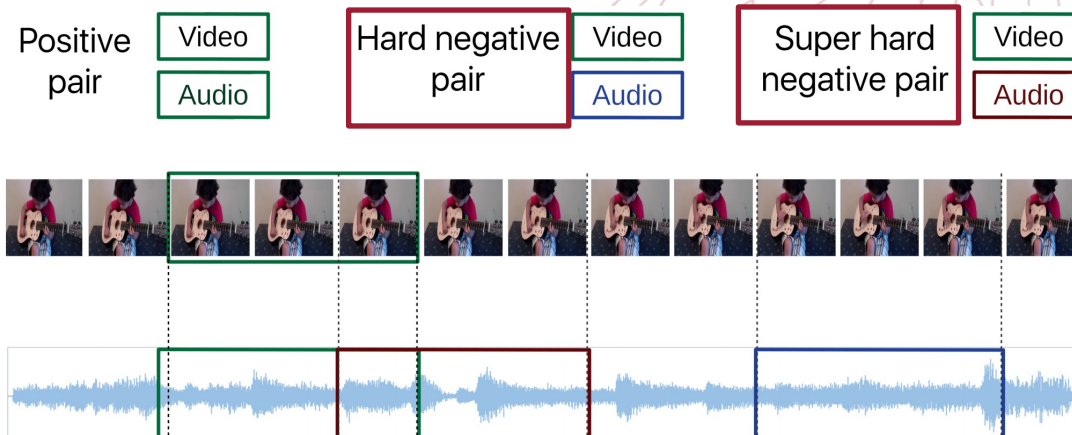 Positive
pair
Video
Audio
Hard negative
pair
Video
Audio
Super hard
negative pair
Video
Audio